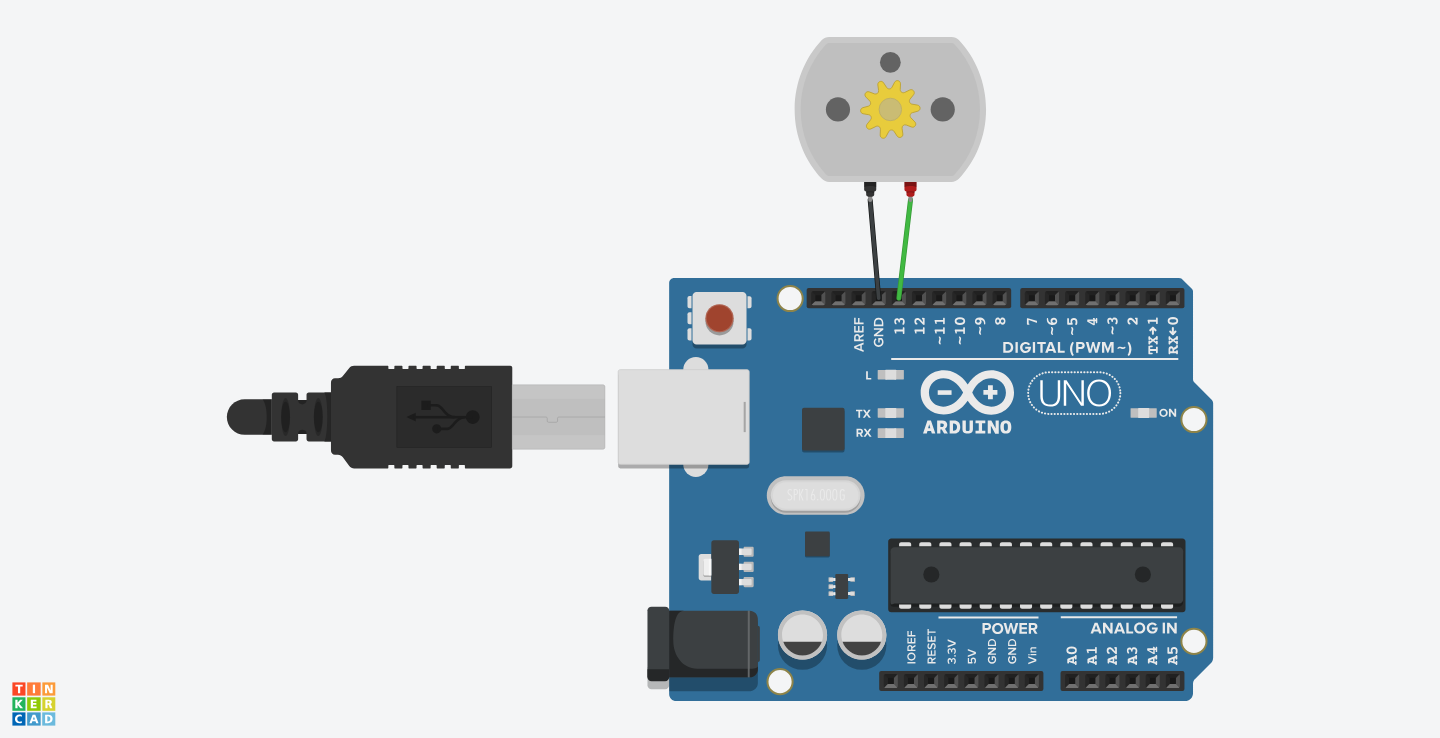 AREF
GND
13
12
~11
~10
~9
8
7
~6
~5
4
~3
2
TX→1
RX←0
DIGITAL (PWM~)
L
TX
RX
UNO
ON
ARDUINO
SPK16.000G
POWER
ANALOG IN
IOREF
RESET
3.3V
5V
GND
GND
Vin
A0
A1
A2
A3
A4
A5
TIN
KER
CAD